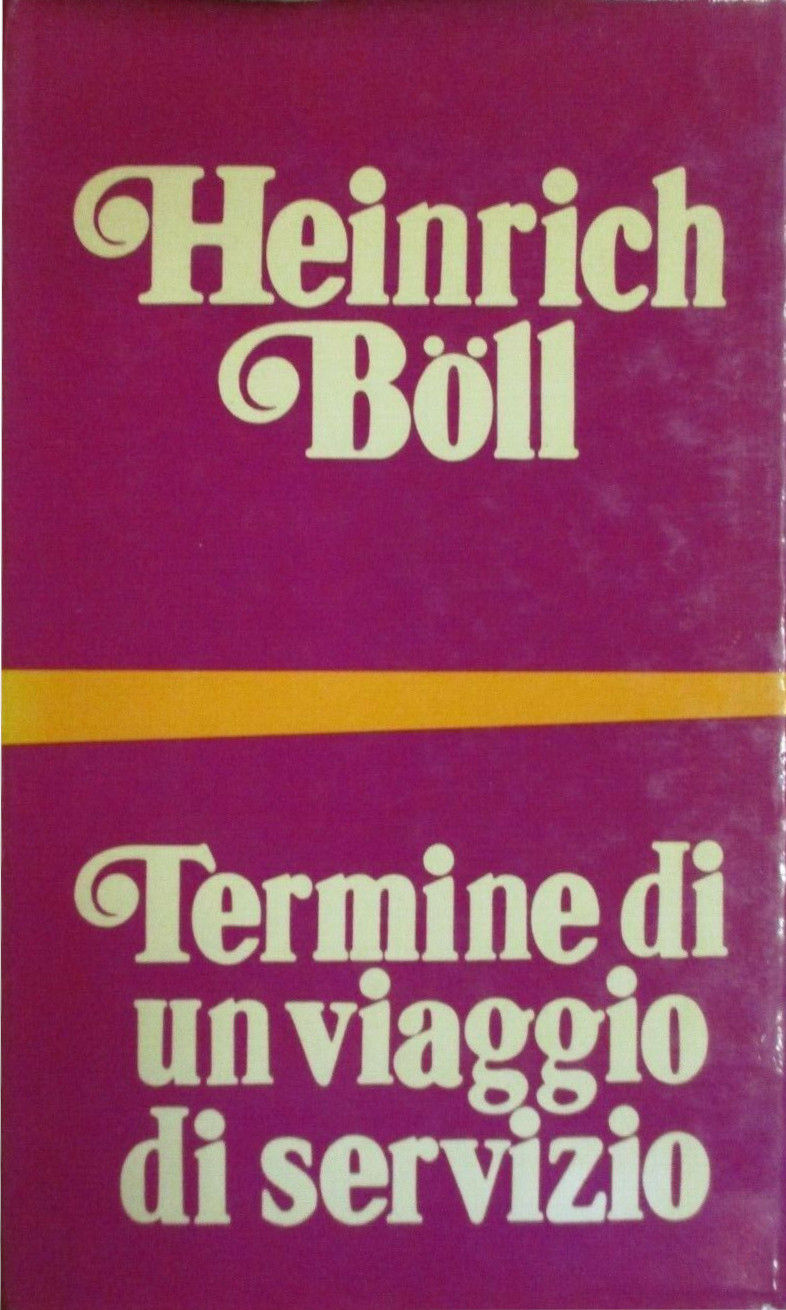 Heinrich
Böll
Termine di
un viaggio
di servizio